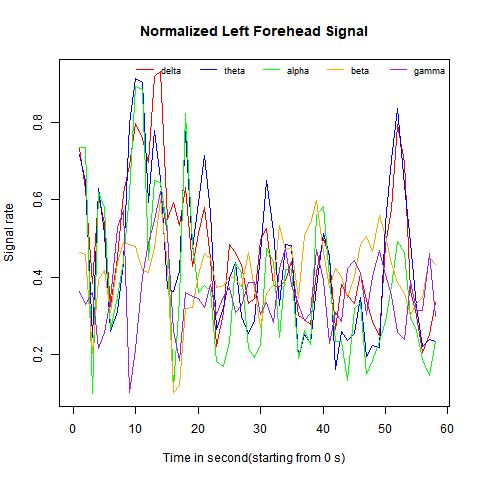 Normalized Left Forehead Signal
delta theta alpha beta gamma
Signal rate
0.8
0.6
0.4
0.2
0 10 20 30 40 50 60
Time in second(starting from 0 s)